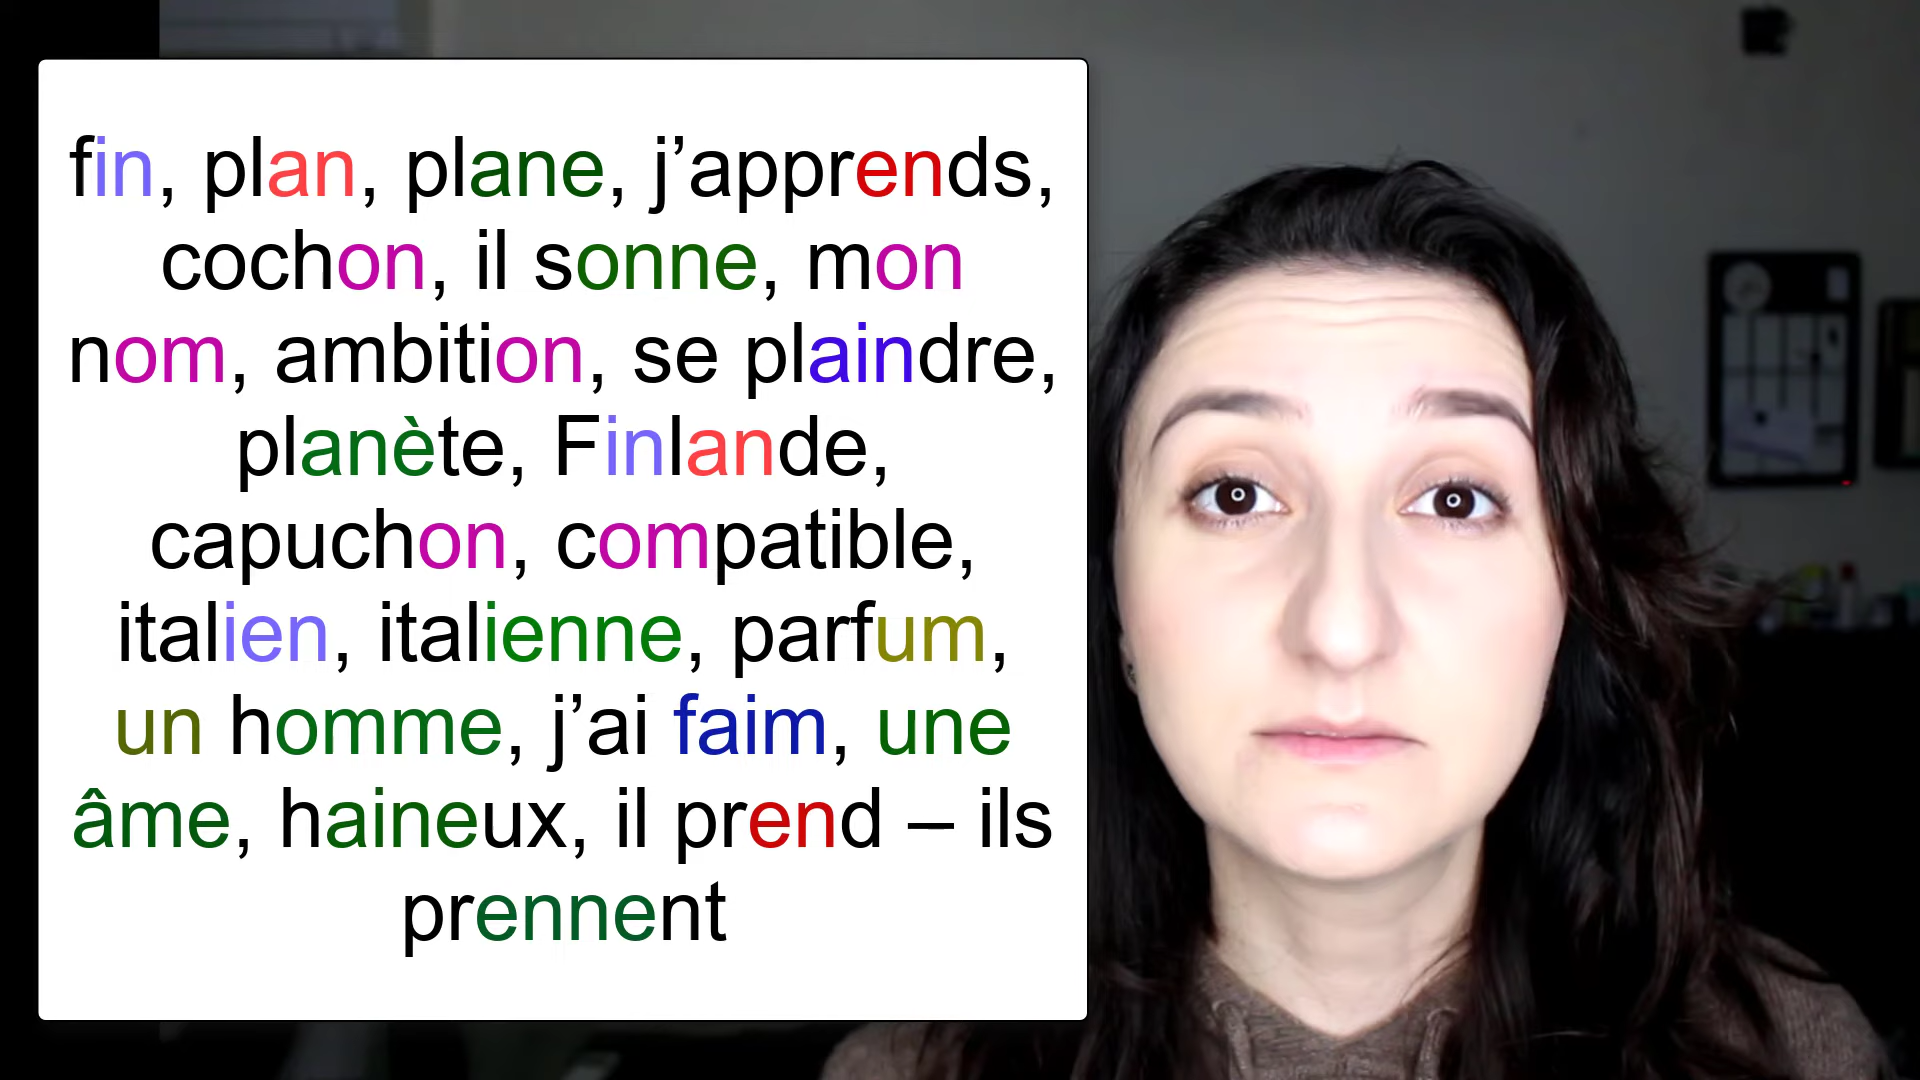 fin, plan, plane, j’apprends,
cochon, il sonne, mon
nom, ambition, se plaindre,
planète, Finlande,
capuchon, compatible,
italien, italienne, parfum,
un homme, j’ai faim, une
âme, haineux, il prend – ils
prennent